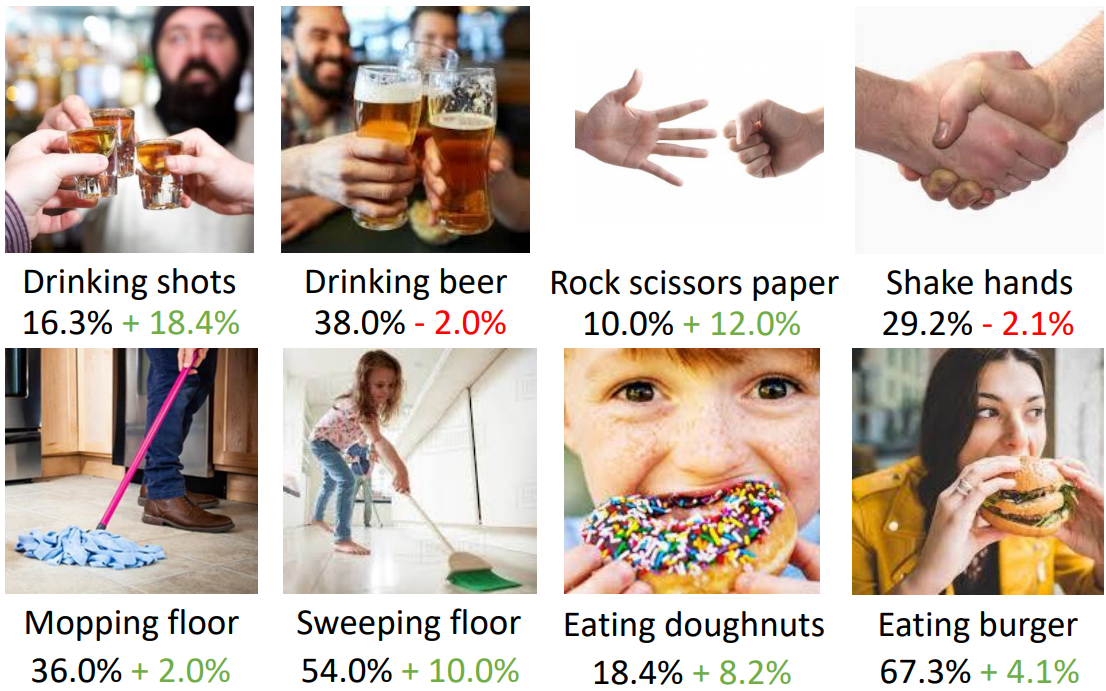 Drinking shots
16.3% + 18.4%
Drinking beer
38.0% - 2.0%
Rock scissors paper
10.0% + 12.0%
Shake hands
29.2% - 2.1%
Mopping floor
36.0% + 2.0%
Sweeping floor
54.0% + 10.0%
Eating doughnuts
18.4% + 8.2%
Eating burger
67.3% + 4.1%